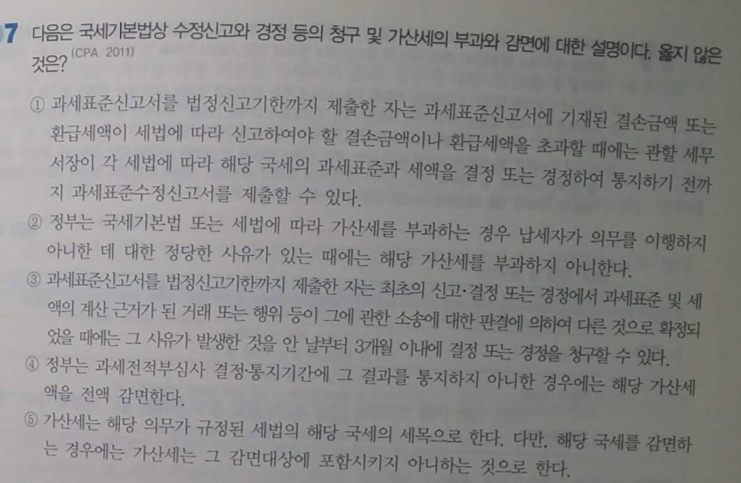 07 다음은 국세기본법상 수정신고와 경정 등의 청구 및 가산세의 부과와 감면에 대한 설명이다. 옳지 않은
것은? (CPA 2011)
① 과세표준신고서를 법정신고기한까지 제출한 자는 과세표준신고서에 기재된 결손금액 또는
환급세액이 세법에 따라 신고하여야 할 결손금액이나 환급세액을 초과할 때에는 관할 세무
서장이 각 세법에 따라 해당 국세의 과세표준과 세액을 결정 또는 경정하여 통지하기 전까
지 과세표준수정신고서를 제출할 수 있다.
② 정부는 국세기본법 또는 세법에 따라 가산세를 부과하는 경우 납세자가 의무를 이행하지
아니한 데 대한 정당한 사유가 있는 때에는 해당 가산세를 부과하지 아니한다.
③ 과세표준신고서를 법정신고기한까지 제출한 자는 최초의 신고·결정 또는 경정에서 과세표준 및 세
액의 계산 근거가 된 거래 또는 행위 등이 그에 관한 소송에 대한 판결에 의하여 다른 것으로 확정되
었을 때에는 그 사유가 발생한 것을 안 날부터 3개월 이내에 결정 또는 경정을 청구할 수 있다.
④ 정부는 과세전적부심사 결정·통지기간에 그 결과를 통지하지 아니한 경우에는 해당 가산세
액을 전액 감면한다.
⑤ 가산세는 해당 의무가 규정된 세법의 해당 국세의 세목으로 한다. 다만, 해당 국세를 감면하
는 경우에는 가산세는 그 감면대상에 포함시키지 아니하는 것으로 한다.